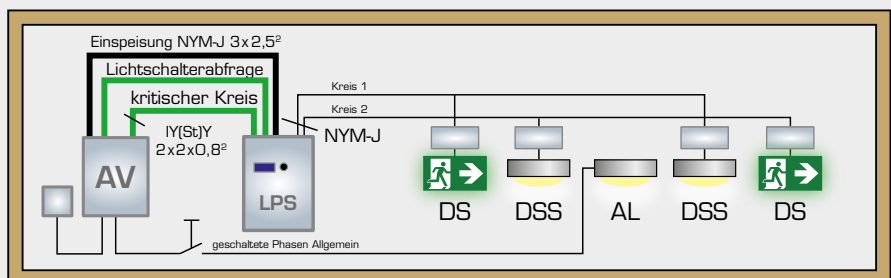 Einspeisung NYM-J 3x2,5²
Lichtschalterabfrage
kritischer Kreis
IY(St)Y
2x2x0,8²
NYM-J
Kreis 1
Kreis 2
AV
LPS
DS
DSS
AL
DSS
DS
geschaltete Phasen Allgemein